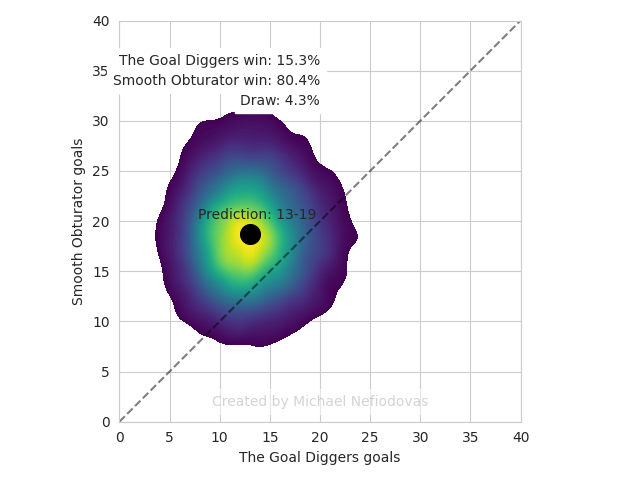 40
35
30
25
20
15
10
5
0
The Goal Diggers win: 15.3%
Smooth Obturator win: 80.4%
Draw: 4.3%
Prediction: 13-19
Smooth Obturator goals
Created by Michael Nefiodovas
0 5 10 15 20 25 30 35 40
The Goal Diggers goals